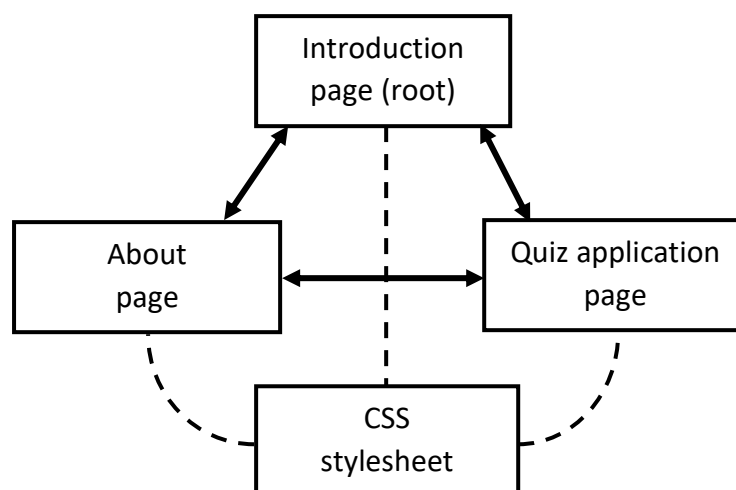 Introduction
page (root)
About
page
Quiz application
page
CSS
stylesheet